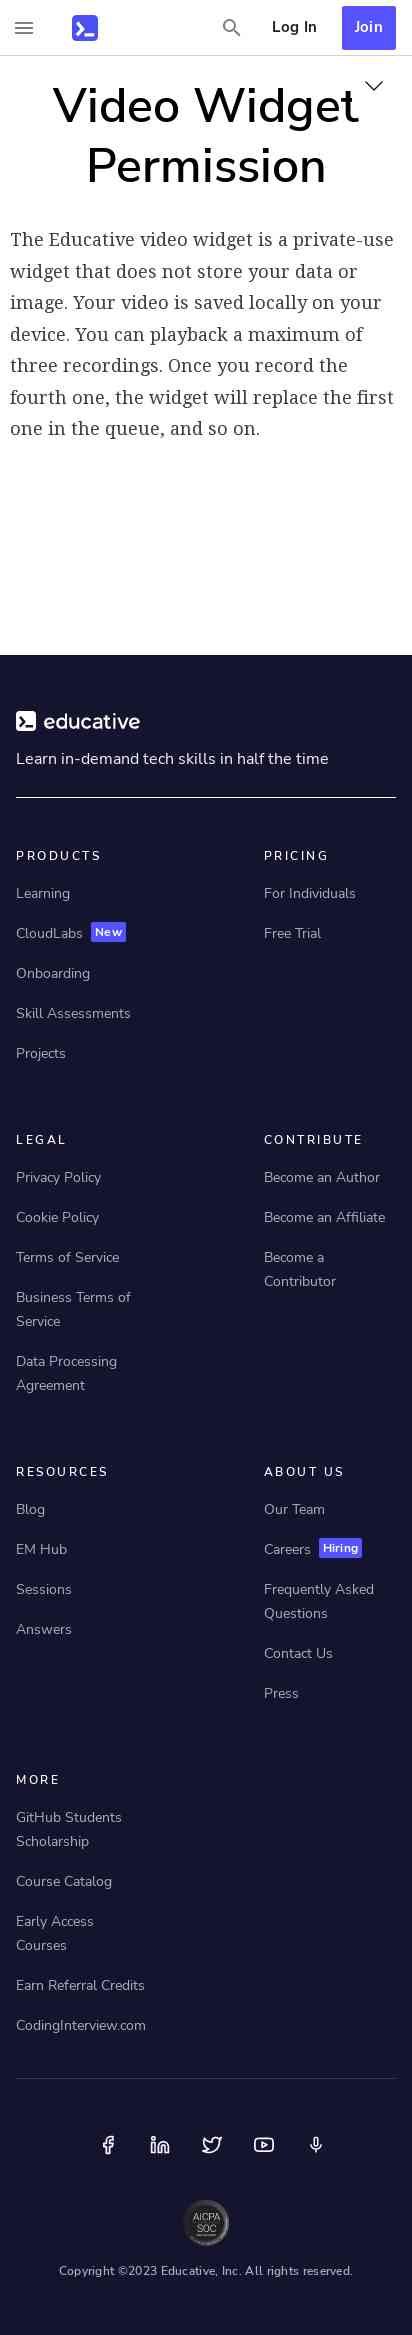 Log In
Join
Video Widget
Permission
The Educative video widget is a private-use
widget that does not store your data or
image. Your video is saved locally on your
device. You can playback a maximum of
three recordings. Once you record the
fourth one, the widget will replace the first
one in the queue, and so on.
educative
Learn in-demand tech skills in half the time
PRODUCTS
Learning
CloudLabs New
Onboarding
Skill Assessments
Projects
PRICING
For Individuals
Free Trial
LEGAL
Privacy Policy
Cookie Policy
Terms of Service
Business Terms of
Service
Data Processing
Agreement
CONTRIBUTE
Become an Author
Become an Affiliate
Become a
Contributor
RESOURCES
Blog
EM Hub
Sessions
Answers
ABOUT US
Our Team
Careers Hiring
Frequently Asked
Questions
Contact Us
Press
MORE
GitHub Students
Scholarship
Course Catalog
Early Access
Courses
Earn Referral Credits
CodingInterview.com
AICPA
SOC
Copyright ©2023 Educative, Inc. All rights reserved.